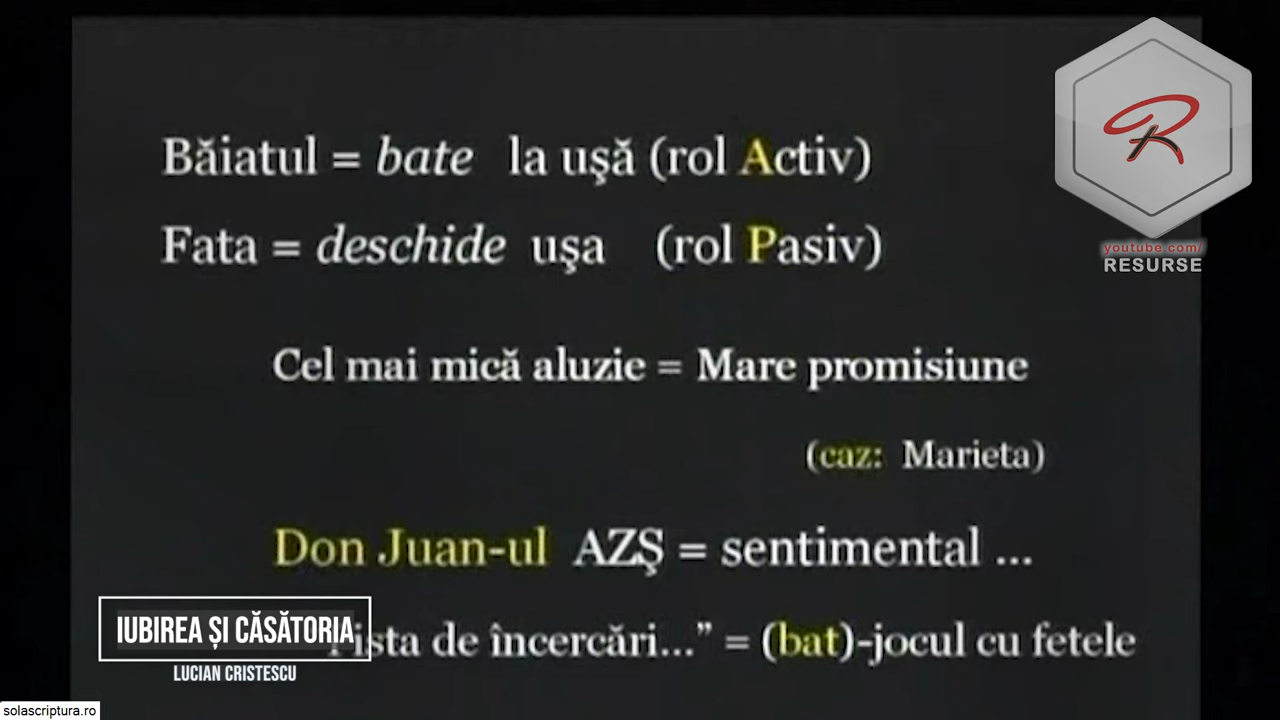 Băiatul = bate la uşă (rol Activ)
Fata = deschide uşa (rol Pasiv)
Cel mai mică aluzie = Mare promisiune
(caz: Marieta)
Don Juan-ul AZŞ = sentimental ...
de încercări...” = (bat)-jocul cu fetele
IUBIREA ȘI CĂSĂTORIA
LUCIAN CRISTESCU
solascriptura.ro
R
youtube.com/
RESURSE